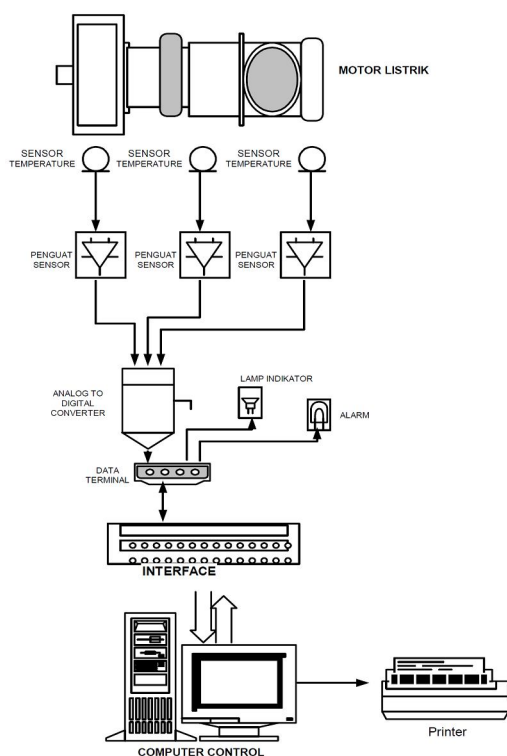 MOTOR LISTRIK
SENSOR
TEMPERATURE
SENSOR
TEMPERATURE
SENSOR
TEMPERATURE
PENGUAT
SENSOR
PENGUAT
SENSOR
PENGUAT
SENSOR
LAMP INDIKATOR
ANALOG TO
DIGITAL
CONVERTER
ALARM
DATA
TERMINAL
INTERFACE
Printer
COMPUTER CONTROL